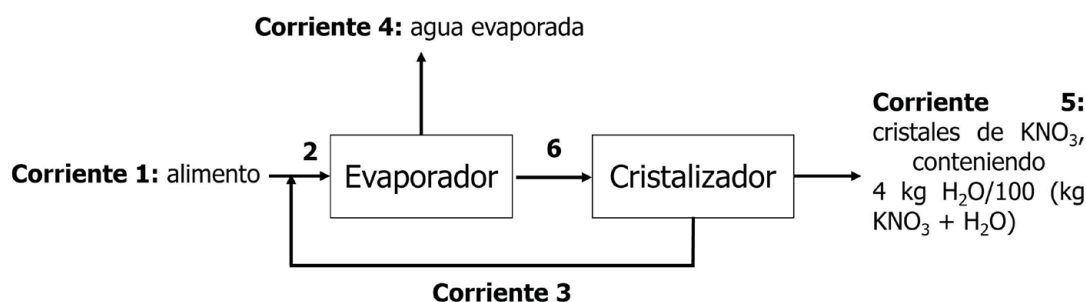 Corriente 4: agua evaporada
Corriente 5:
cristales de KNO₃,
conteniendo
4 kg H₂O/100 (kg
KNO₃ + H₂O)
Corriente 1: alimento
2
Evaporador
6
Cristalizador
Corriente 3